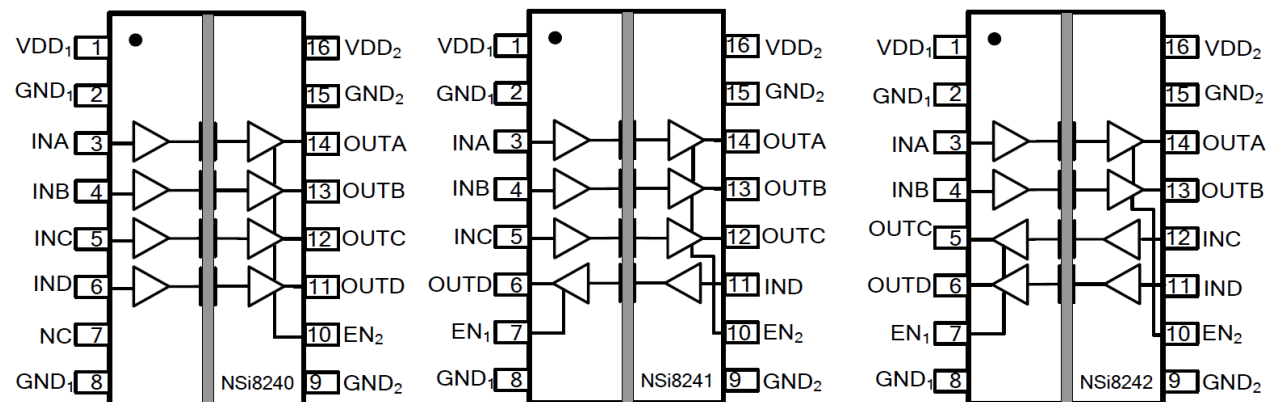 VDD₁ 1 16 VDD₂ VDD₁ 1 16 VDD₂ VDD₁ 1 16 VDD₂
GND₁ 2 15 GND₂ GND₁ 2 15 GND₂ GND₁ 2 15 GND₂
INA 3 14 OUTA INA 3 14 OUTA INA 3 14 OUTA
INB 4 13 OUTB INB 4 13 OUTB INB 4 13 OUTB
INC 5 12 OUTC INC 5 12 OUTC OUTC 5 12 INC
IND 6 11 OUTD OUTD 6 11 IND OUTD 6 11 IND
NC 7 10 EN₂ EN₁ 7 10 EN₂ EN₁ 7 10 EN₂
GND₁ 8 NSi8240 9 GND₂ GND₁ 8 NSi8241 9 GND₂ GND₁ 8 NSi8242 9 GND₂